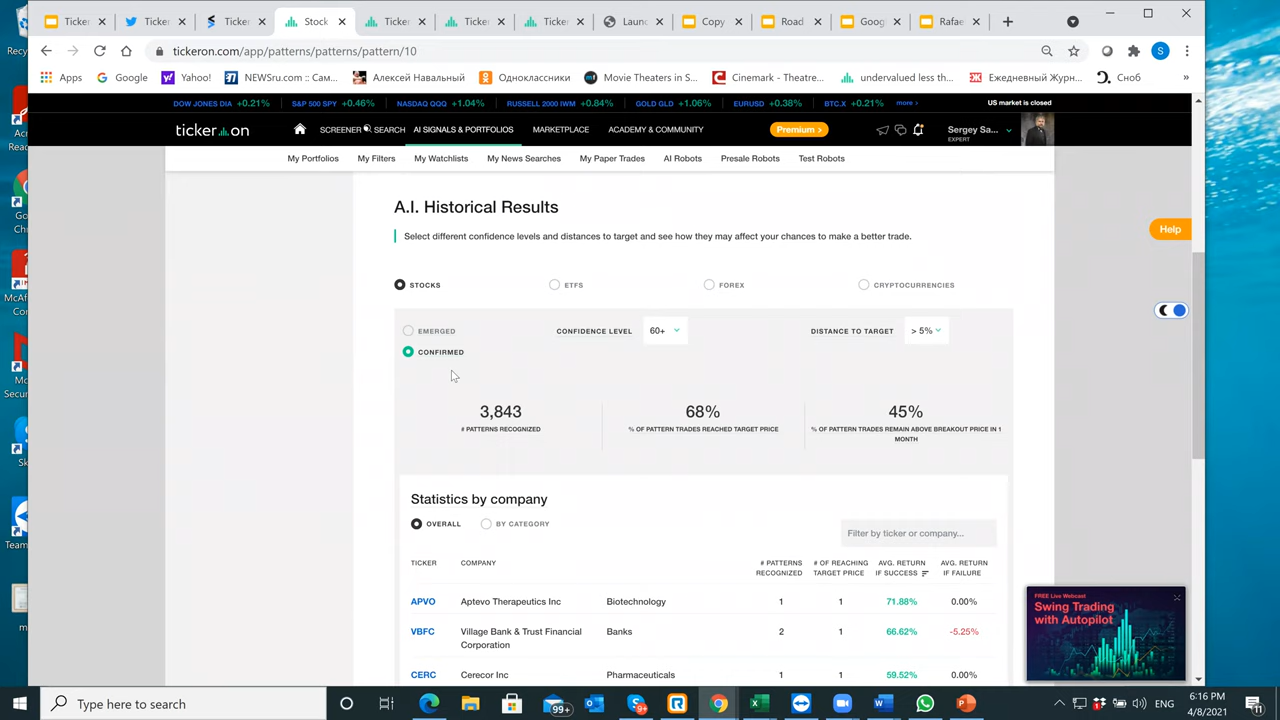 Ticker
Ticker
Ticker
Stock
Ticker
Ticker
Ticker
Laun
Copy
Road
Goog
Rafae
tickeron.com/app/patterns/patterns/pattern/10
S
Apps
Google
Yahoo!
NEWSru.com :: Сам...
Алексей Навальный
Одноклассники
Movie Theaters in S...
Cinemark - Theatre...
undervalued less th...
Ежедневный Журн...
Сноб
»
DOW JONES DIA +0.21%
S&P 500 SPY +0.46%
NASDAQ QQQ +1.04%
RUSSELL 2000 IWM +0.84%
GOLD GLD +1.06%
EURUSD +0.38%
BTC.X +0.21%
more >
US market is closed
tickeron
SCREENER SEARCH
AI SIGNALS & PORTFOLIOS
MARKETPLACE
ACADEMY & COMMUNITY
Premium >
Sergey Sa...
EXPERT
My Portfolios
My Filters
My Watchlists
My News Searches
My Paper Trades
AI Robots
Presale Robots
Test Robots
A.I. Historical Results
Help
Select different confidence levels and distances to target and see how they may affect your chances to make a better trade.
STOCKS
ETFS
FOREX
CRYPTOCURRENCIES
EMERGED
CONFIDENCE LEVEL
60+
DISTANCE TO TARGET
> 5%
CONFIRMED
3,843
# PATTERNS RECOGNIZED
68%
% OF PATTERN TRADES REACHED TARGET PRICE
45%
% OF PATTERN TRADES REMAIN ABOVE BREAKOUT PRICE IN 1
MONTH
Statistics by company
OVERALL
BY CATEGORY
Filter by ticker or company...
TICKER
COMPANY
# PATTERNS
RECOGNIZED
# OF REACHING
TARGET PRICE
AVG. RETURN
IF SUCCESS
AVG. RETURN
IF FAILURE
APVO Aptevo Therapeutics Inc Biotechnology 1 1 71.88% 0.00%
VBFC Village Bank & Trust Financial Banks 2 1 66.62% -5.25%
Corporation
CERC Cerecor Inc Pharmaceuticals 1 1 59.52% 0.00%
FREE Live Webcast
Swing Trading
with Autopilot
Type here to search
99+
6:16 PM
4/8/2021